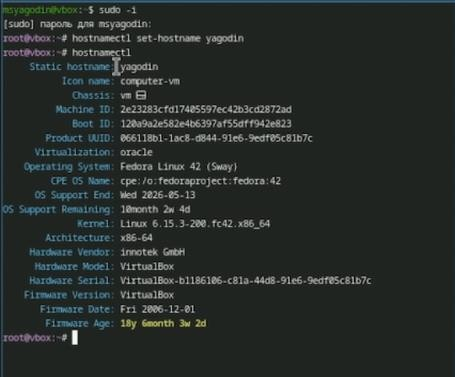 msyagodin@vbox:~$ sudo -i
[sudo] пароль для msyagodin:
root@vbox:~# hostnamectl set-hostname yagodin
root@vbox:~# hostnamectl
Static hostname: yagodin
Icon name: computer-vm
Chassis: vm
Machine ID: 2e23283cfd17405597ec42b3cd2872ad
Boot ID: 120a9a2e582e4b6397af55dff942e823
Product UUID: 066118b1-1ac8-d844-91e6-9edf05c81b7c
Virtualization: oracle
Operating System: Fedora Linux 42 (Sway)
CPE OS Name: cpe:/o:fedoraproject:fedora:42
OS Support End: Wed 2026-05-13
OS Support Remaining: 10month 2w 4d
Kernel: Linux 6.15.3-200.fc42.x86_64
Architecture: x86-64
Hardware Vendor: innotek GmbH
Hardware Model: VirtualBox
Hardware Serial: VirtualBox-b1186106-c81a-44d8-91e6-9edf05c81b7c
Firmware Version: VirtualBox
Firmware Date: Fri 2006-12-01
Firmware Age: 18y 6month 3w 2d
root@vbox:~#